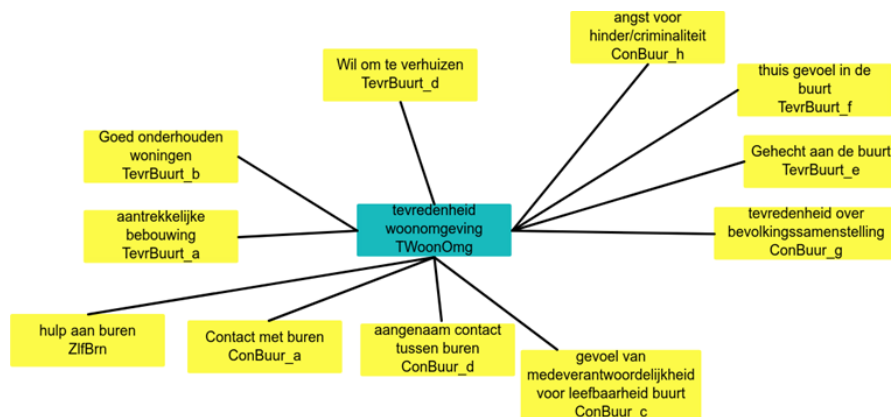 angst voor
hinder/criminaliteit
ConBuur_h
Wil om te verhuizen
TevrBuurt_d
thuis gevoel in de
buurt
TevrBuurt_f
Goed onderhouden
woningen
TevrBuurt_b
Gehecht aan de buurt
TevrBuurt_e
aantrekkelijke
bebouwing
TevrBuurt_a
tevredenheid
woonomgeving
TWoonOmg
tevredenheid over
bevolkingssamenstelling
ConBuur_g
hulp aan buren
ZlfBrn
Contact met buren
ConBuur_a
aangenaam contact
tussen buren
ConBuur_d
gevoel van
medeverantwoordelijkheid
voor leefbaarheid buurt
ConBuur_c